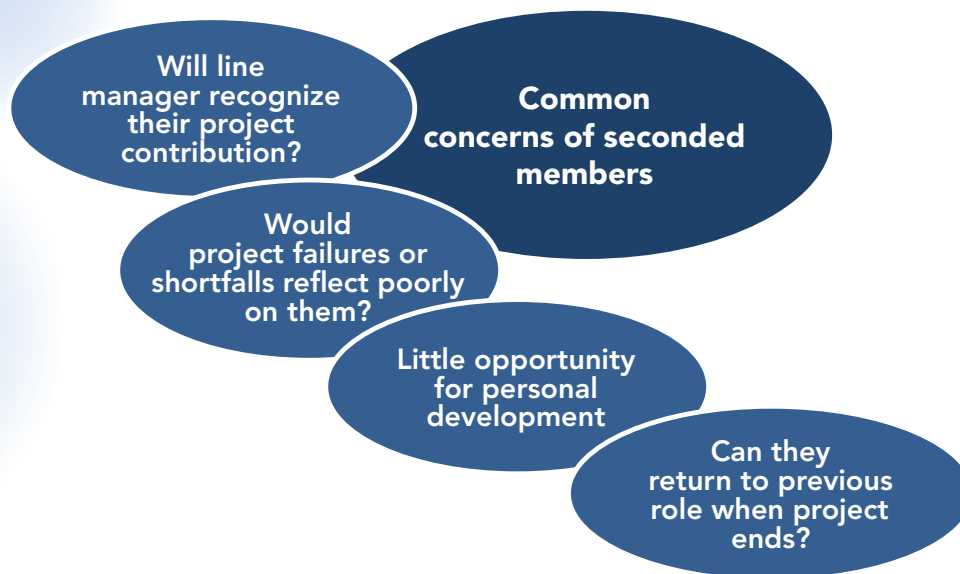 Common
concerns of seconded
members
Will line
manager recognize
their project
contribution?
Would
project failures or
shortfalls reflect poorly
on them?
Little opportunity
for personal
development
Can they
return to previous
role when project
ends?